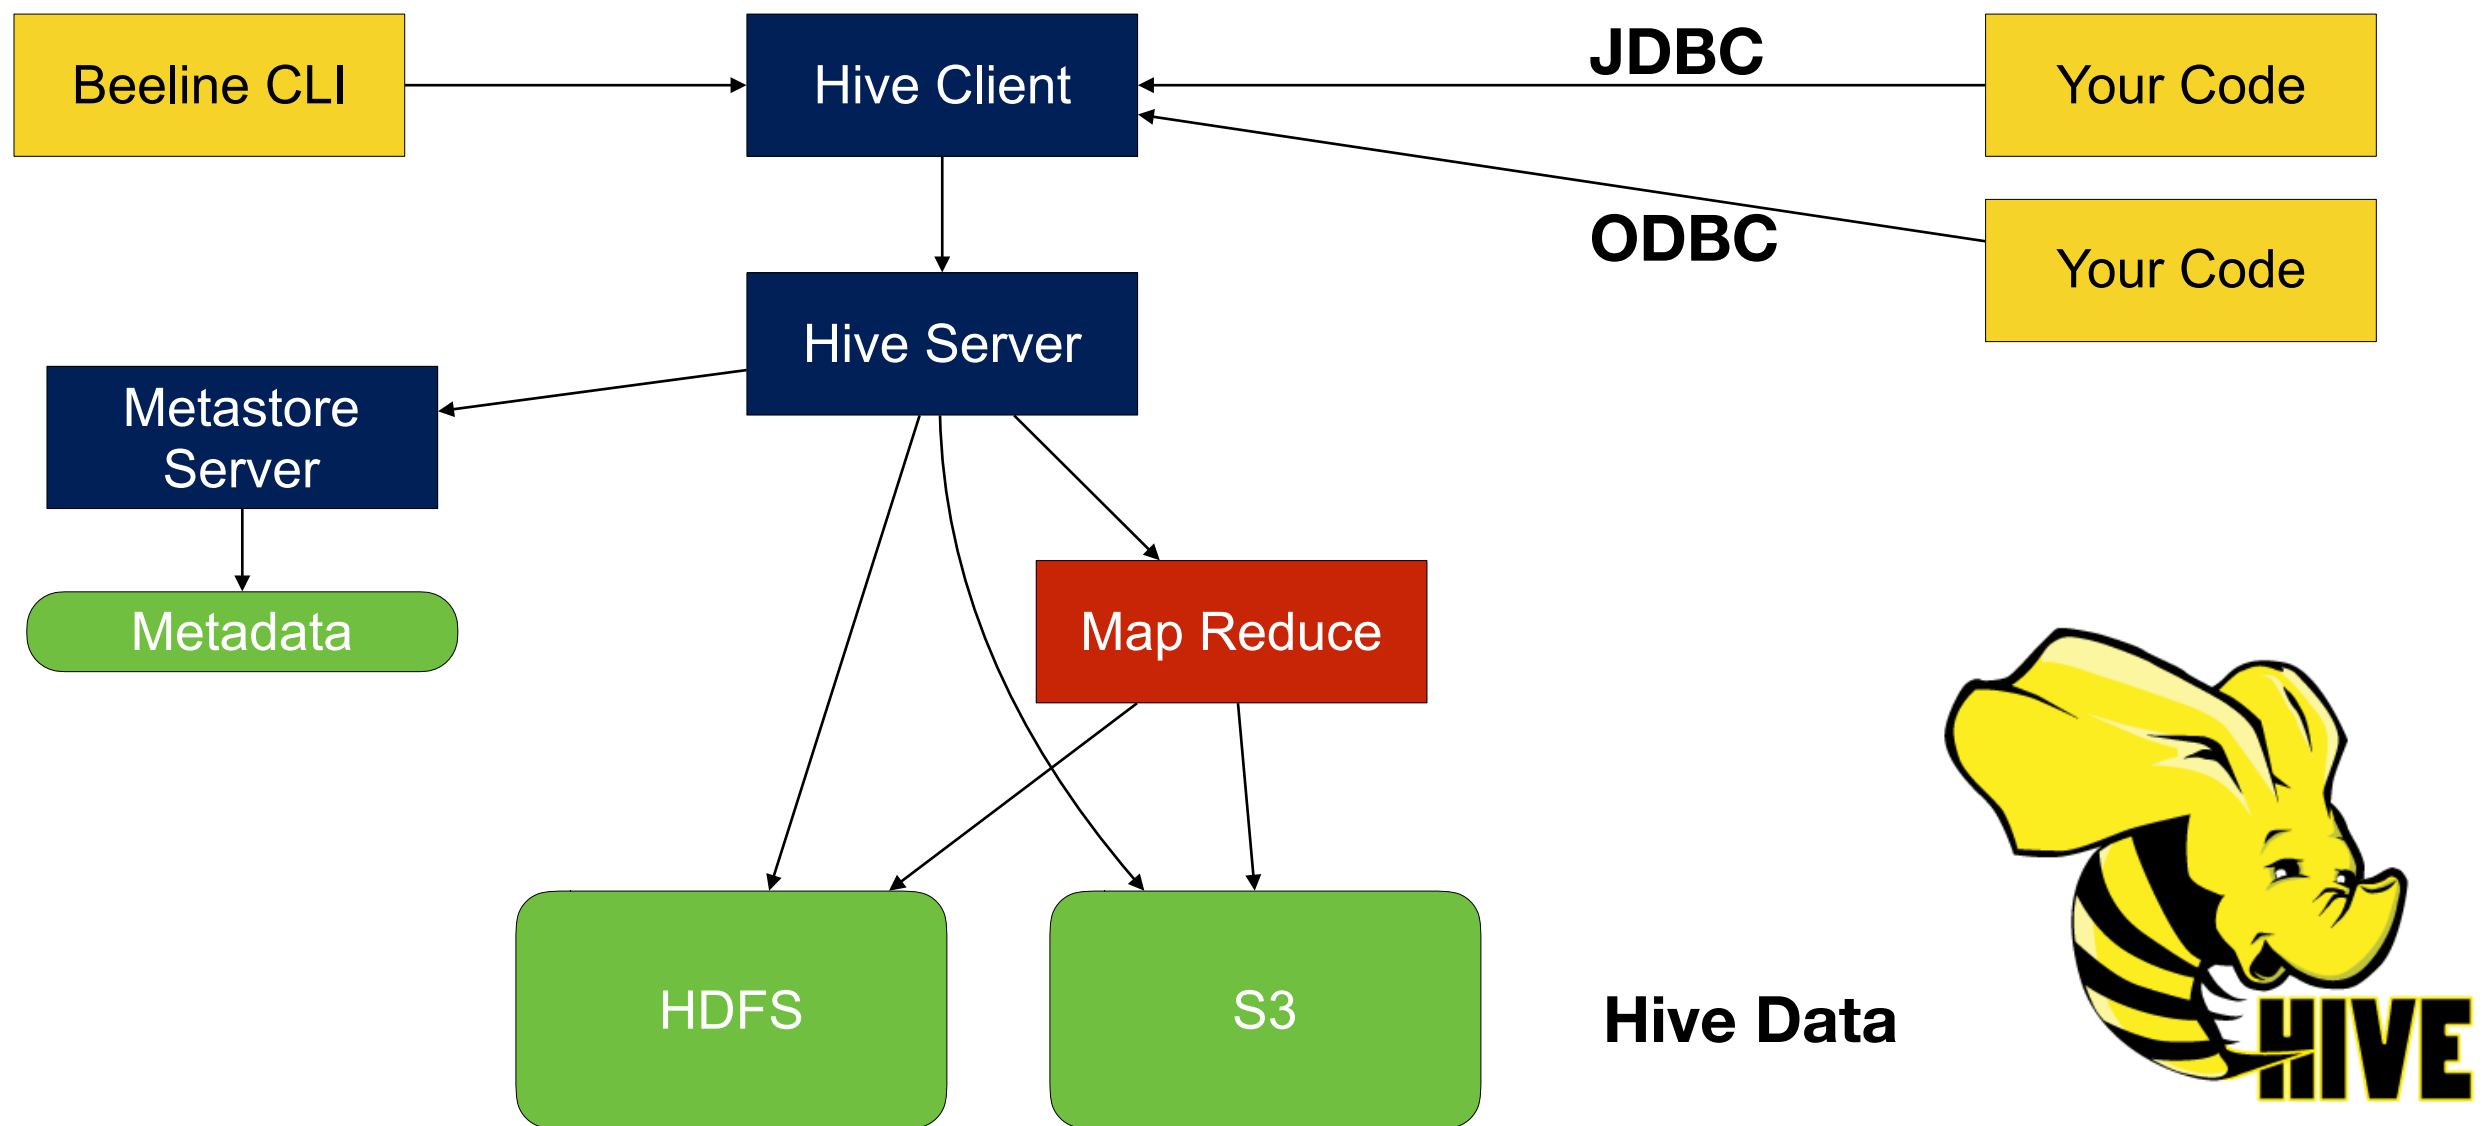 Beeline CLI
Hive Client
JDBC
Your Code
ODBC
Your Code
Hive Server
Metastore
Server
Metadata
Map Reduce
HDFS
S3
Hive Data
HIVE